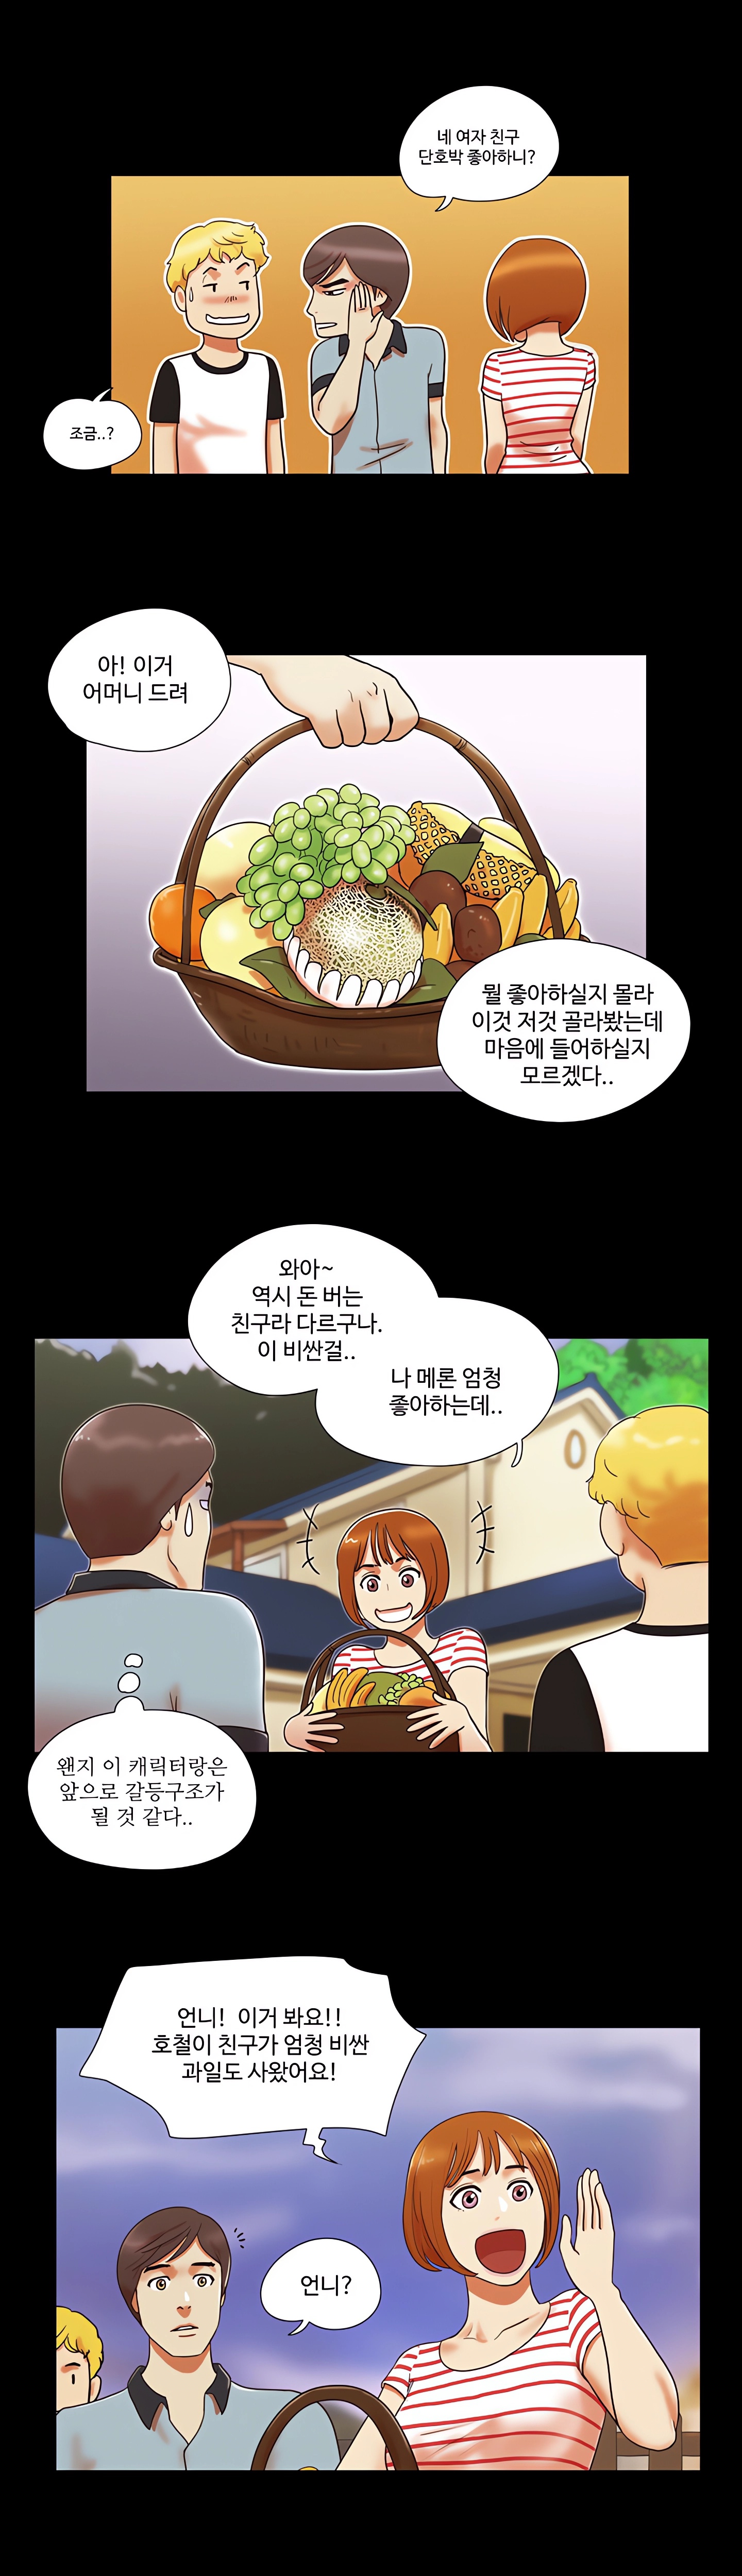 네 여자 친구
단호박 좋아하니?
조금..?
아! 이거
어머니 드려
뭘 좋아하실지 몰라
이것 저것 골라봤는데
마음에 들어하실지
모르겠다..
와아~
역시 돈 버는
친구라 다르구나.
이 비싼걸..
나 메론 엄청
좋아하는데..
왠지 이 캐릭터랑은
앞으로 갈등구조가
될 것 같다..
언니! 이거 봐요!!
호철이 친구가 엄청 비싼
과일도 사왔어요!
언니?